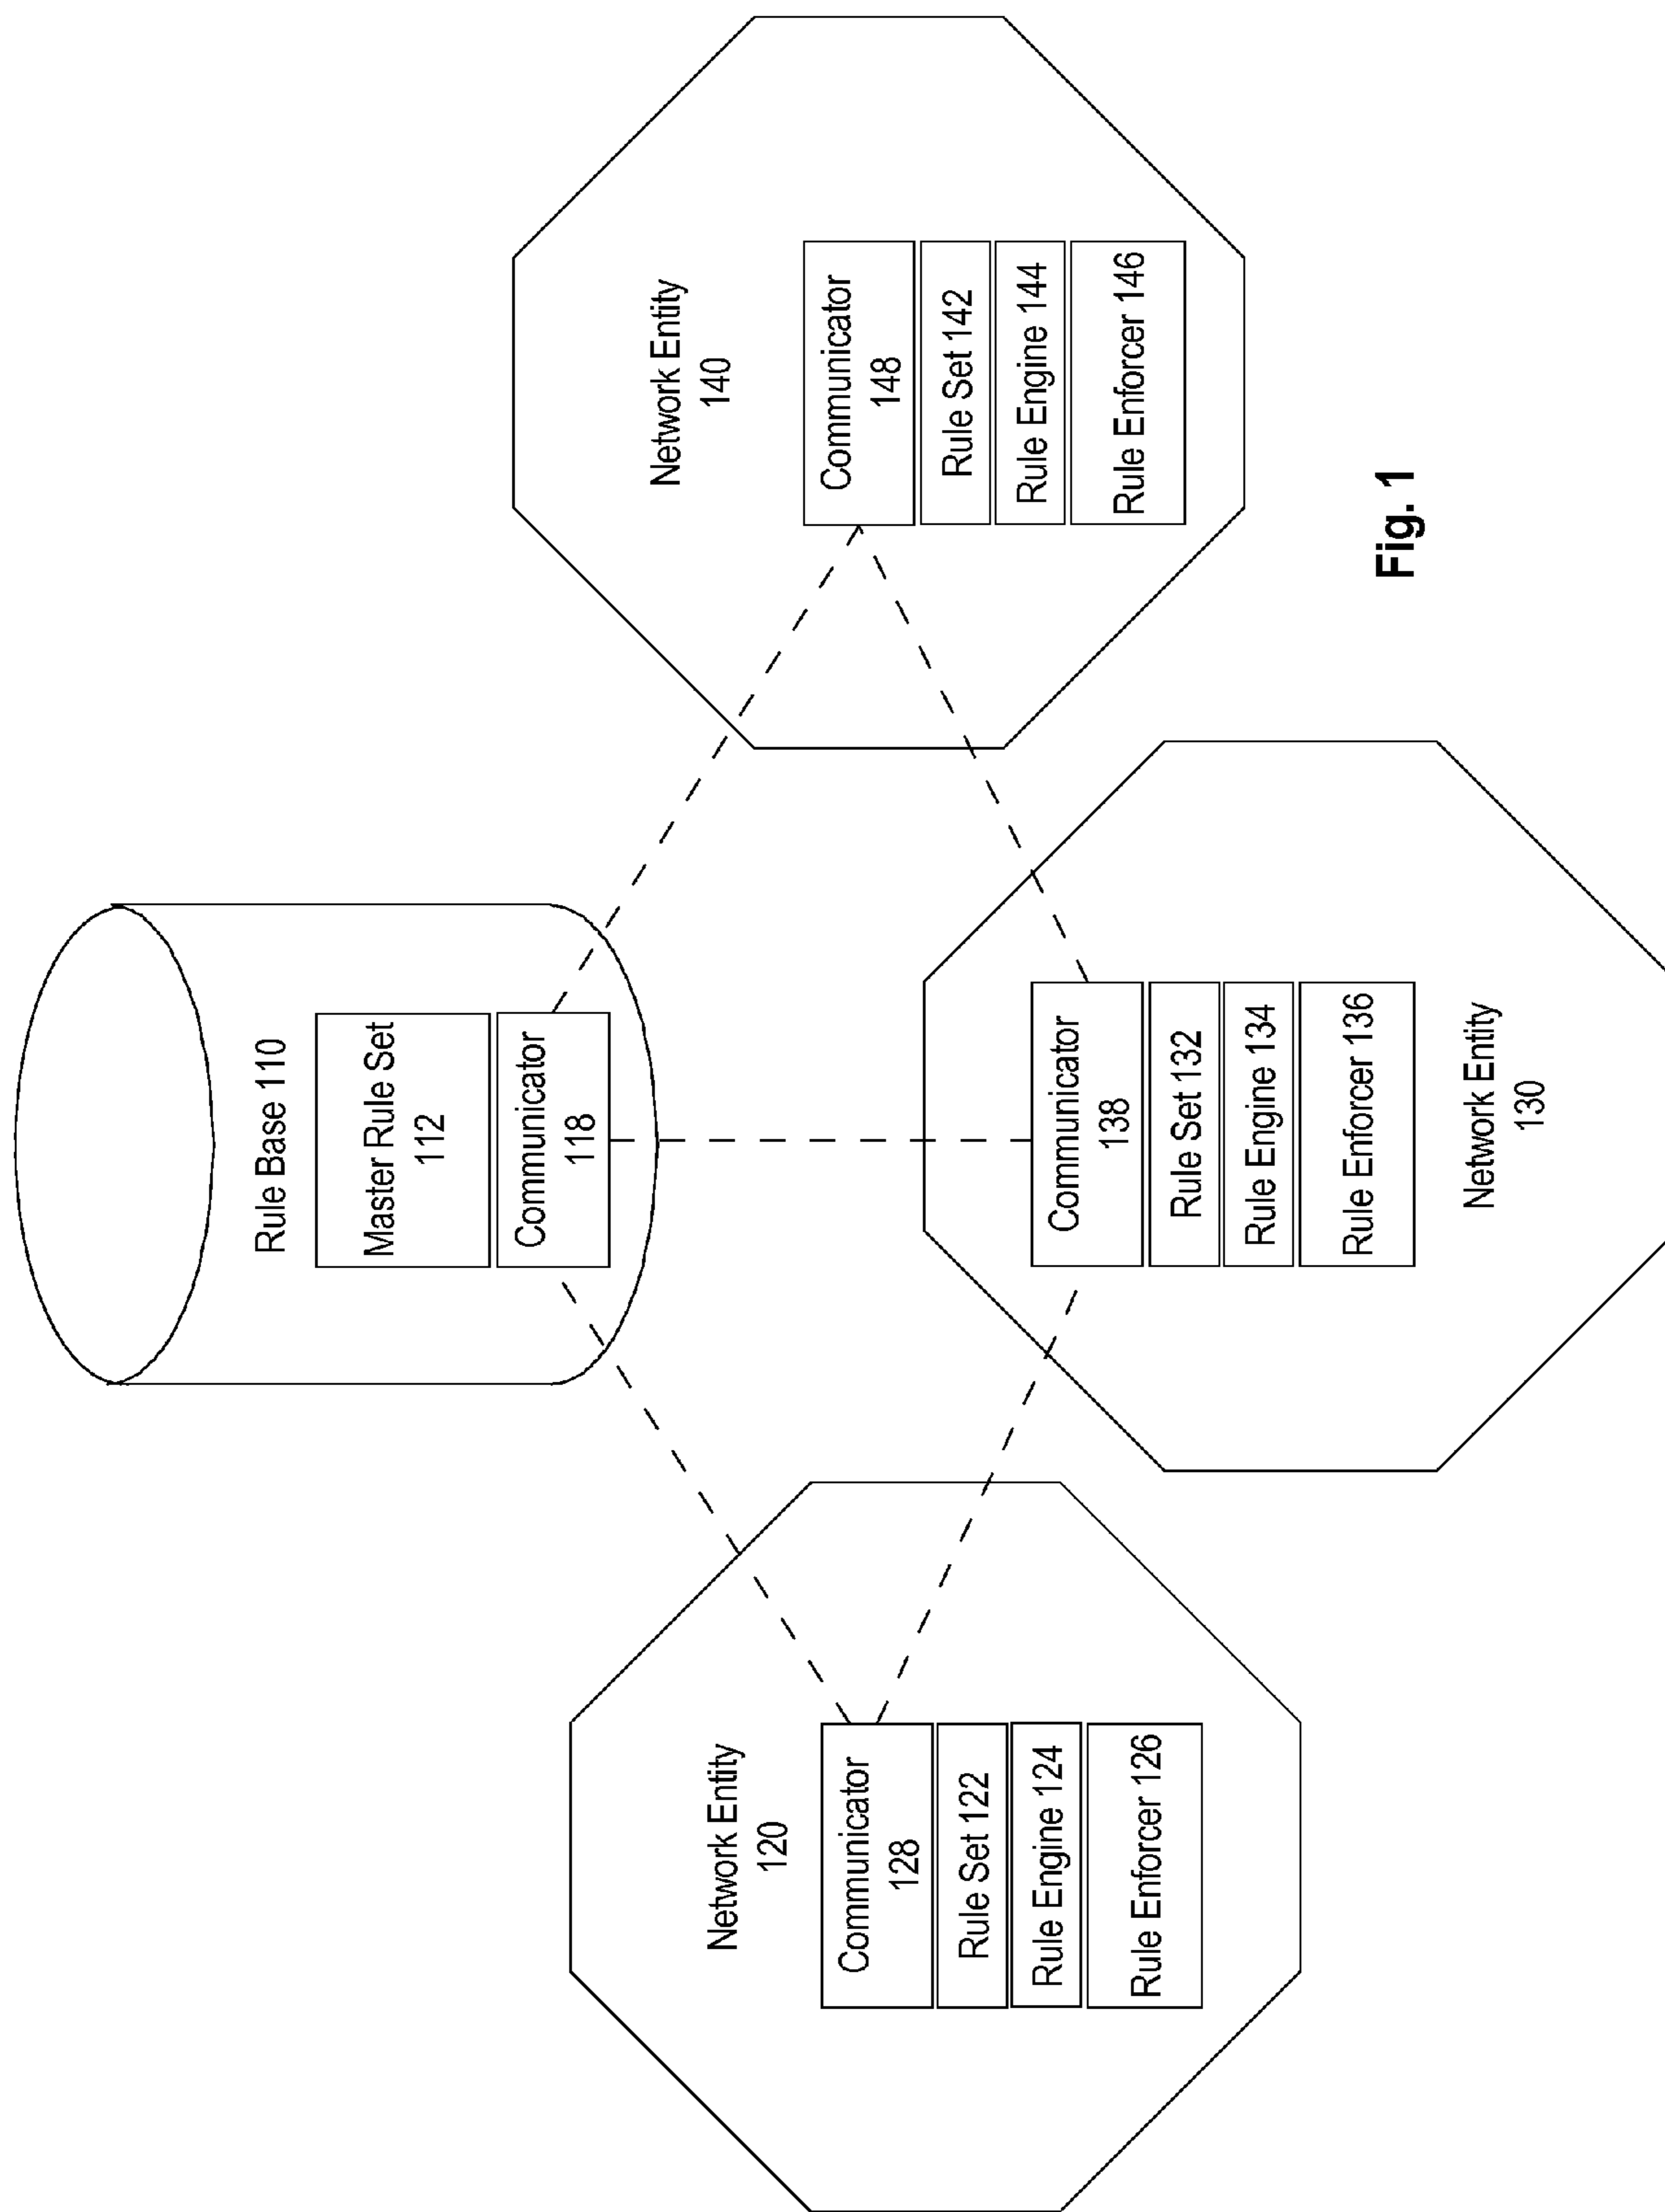 Rule Base 110
Master Rule Set
112
Communicator
118
Network Entity
120
Communicator
128
Rule Set 122
Rule Engine 124
Rule Enforcer 126
Communicator
138
Rule Set 132
Rule Engine 134
Rule Enforcer 136
Network Entity
130
Network Entity
140
Communicator
148
Rule Set 142
Rule Engine 144
Rule Enforcer 146
Fig. 1